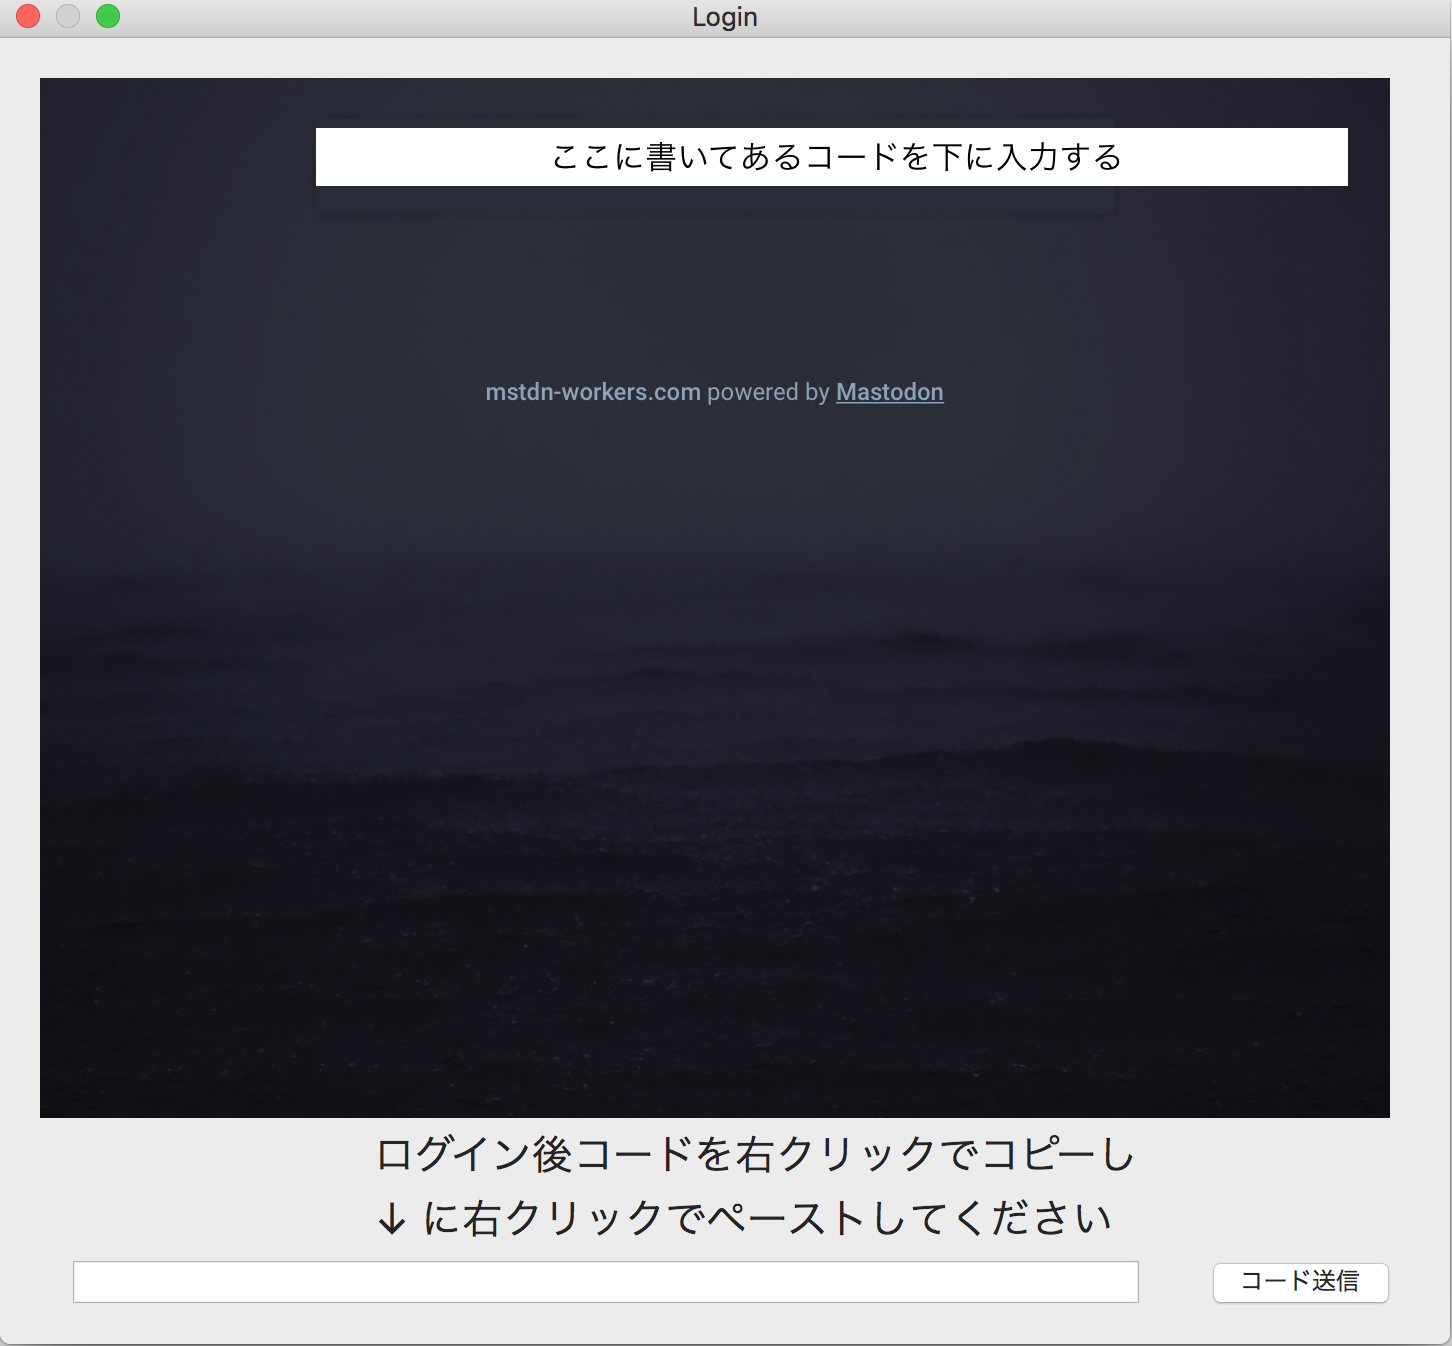 Login
ここに書いてあるコードを下に入力する
mstdn-workers.com powered by Mastodon
ログイン後コードを右クリックでコピーし
↓ に右クリックでペーストしてください
コード送信